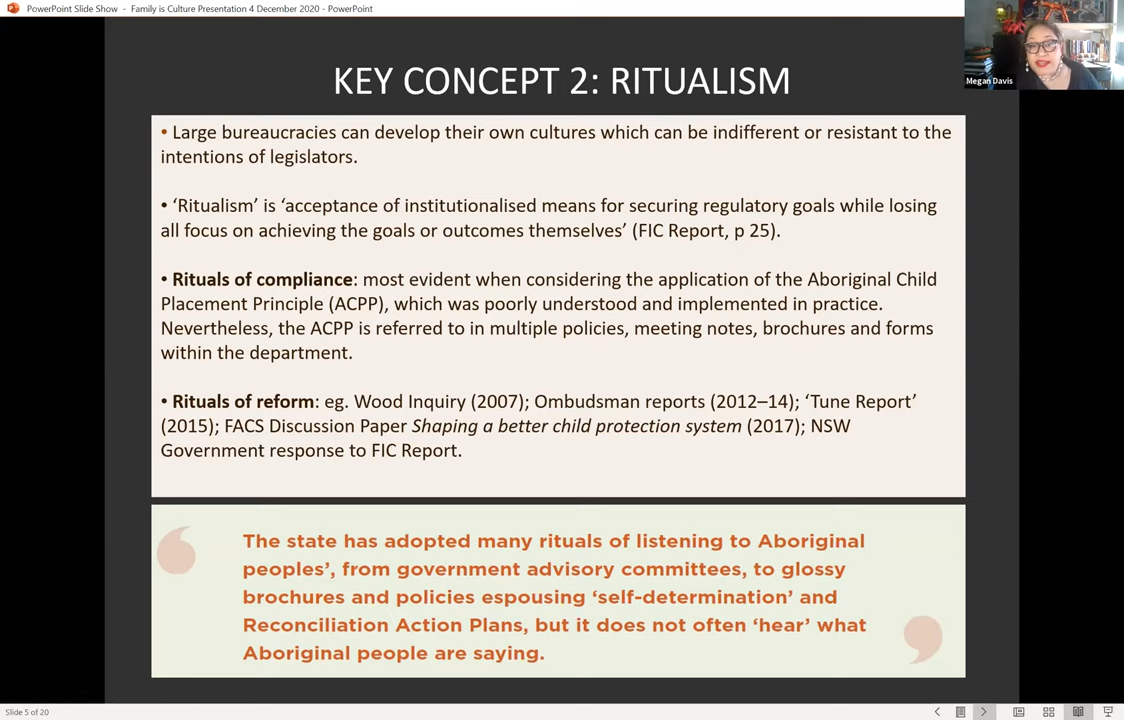 PowerPoint Slide Show - Family is Culture Presentation 4 December 2020 - PowerPoint
Megan Davis
KEY CONCEPT 2: RITUALISM
• Large bureaucracies can develop their own cultures which can be indifferent or resistant to the
intentions of legislators.
• ‘Ritualism’ is ‘acceptance of institutionalised means for securing regulatory goals while losing
all focus on achieving the goals or outcomes themselves’ (FIC Report, p 25).
• Rituals of compliance: most evident when considering the application of the Aboriginal Child
Placement Principle (ACPP), which was poorly understood and implemented in practice.
Nevertheless, the ACPP is referred to in multiple policies, meeting notes, brochures and forms
within the department.
• Rituals of reform: eg. Wood Inquiry (2007); Ombudsman reports (2012–14); ‘Tune Report’
(2015); FACS Discussion Paper Shaping a better child protection system (2017); NSW
Government response to FIC Report.
The state has adopted many rituals of listening to Aboriginal
peoples’, from government advisory committees, to glossy
brochures and policies espousing ‘self-determination’ and
Reconciliation Action Plans, but it does not often ‘hear’ what
Aboriginal people are saying.
Slide 5 of 20